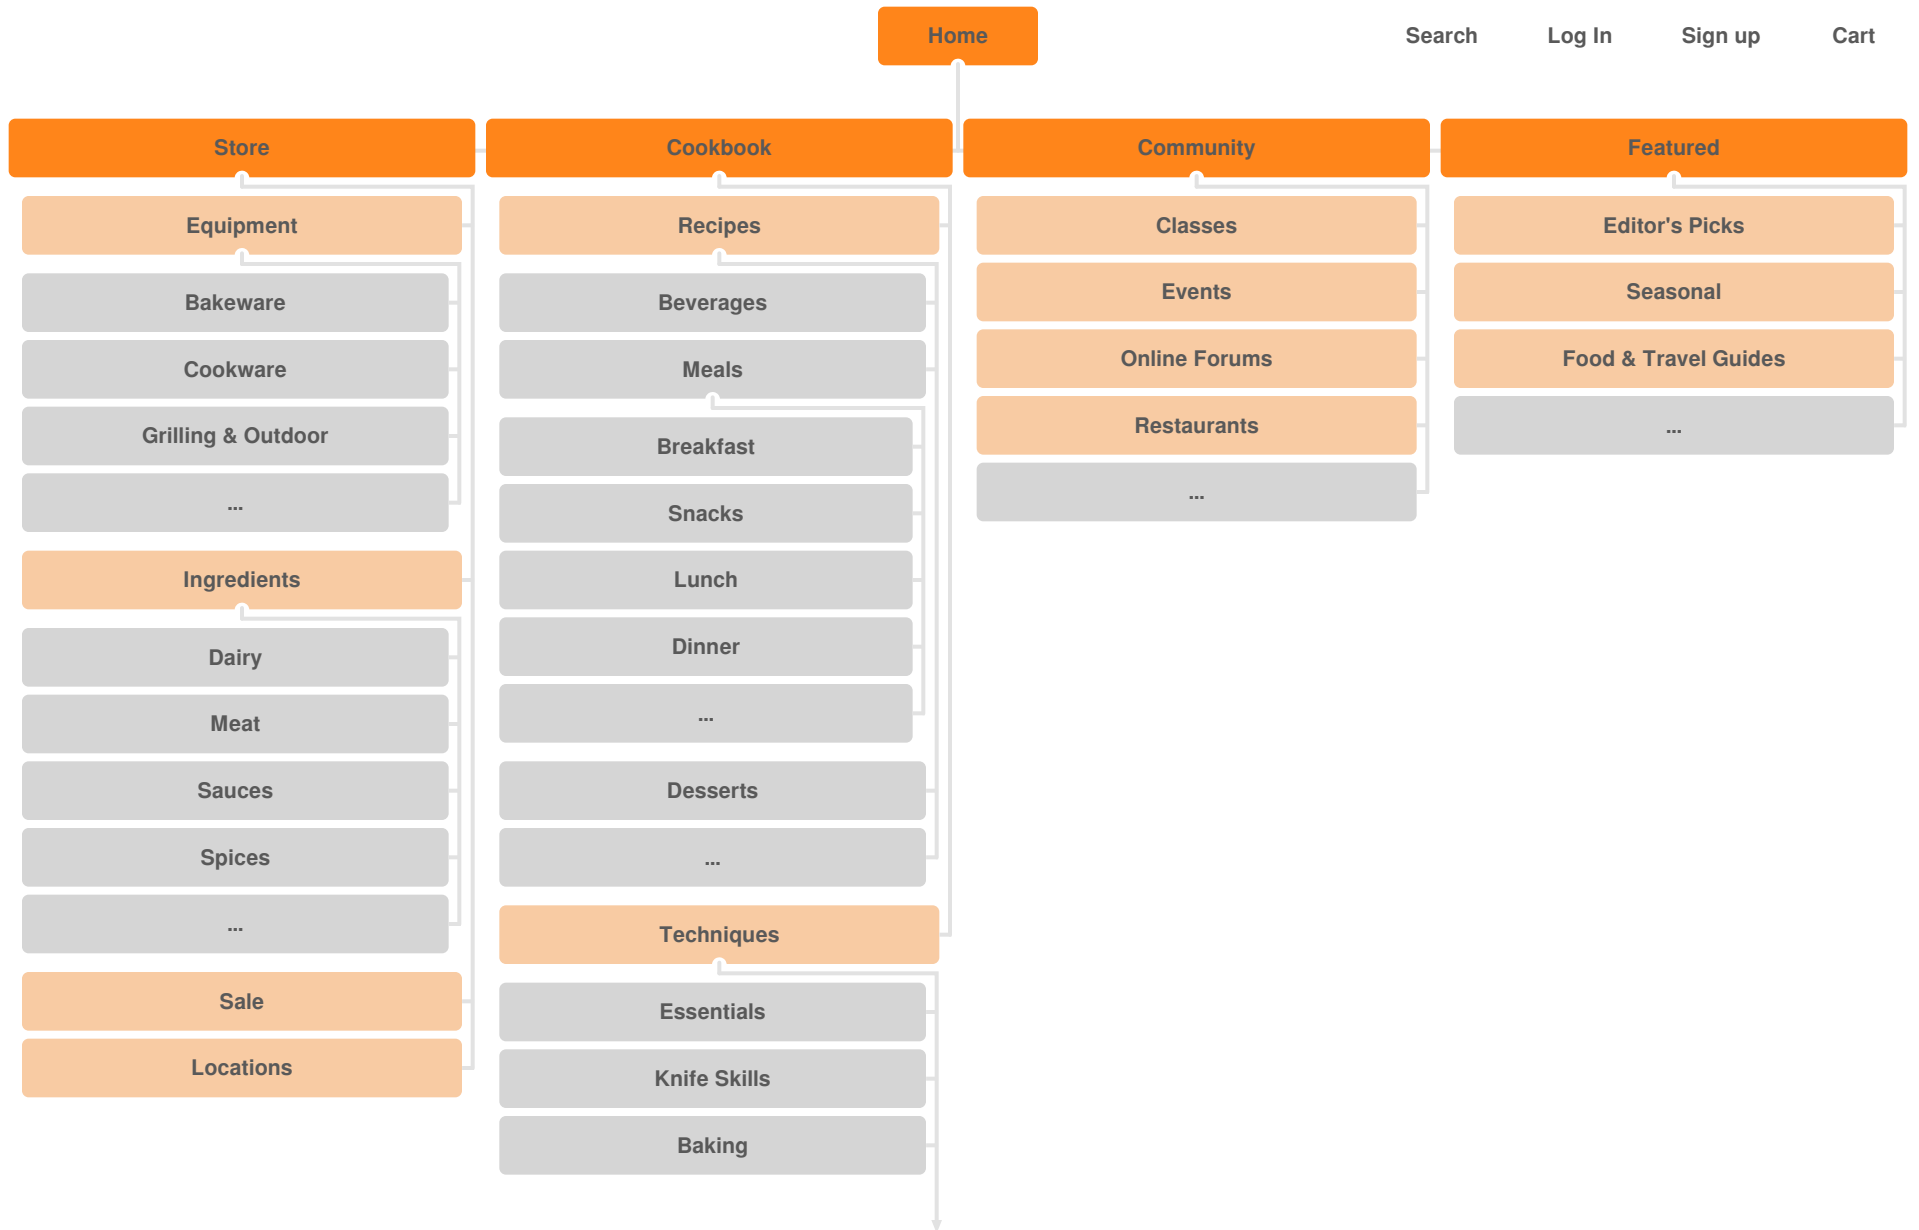 Home
Search
Log In
Sign up
Cart
Store
Equipment
Bakeware
Cookware
Grilling & Outdoor
...
Ingredients
Dairy
Meat
Sauces
Spices
...
Sale
Locations
Cookbook
Recipes
Beverages
Meals
Breakfast
Snacks
Lunch
Dinner
...
Desserts
...
Techniques
Essentials
Knife Skills
Baking
Community
Classes
Events
Online Forums
Restaurants
...
Featured
Editor's Picks
Seasonal
Food & Travel Guides
...